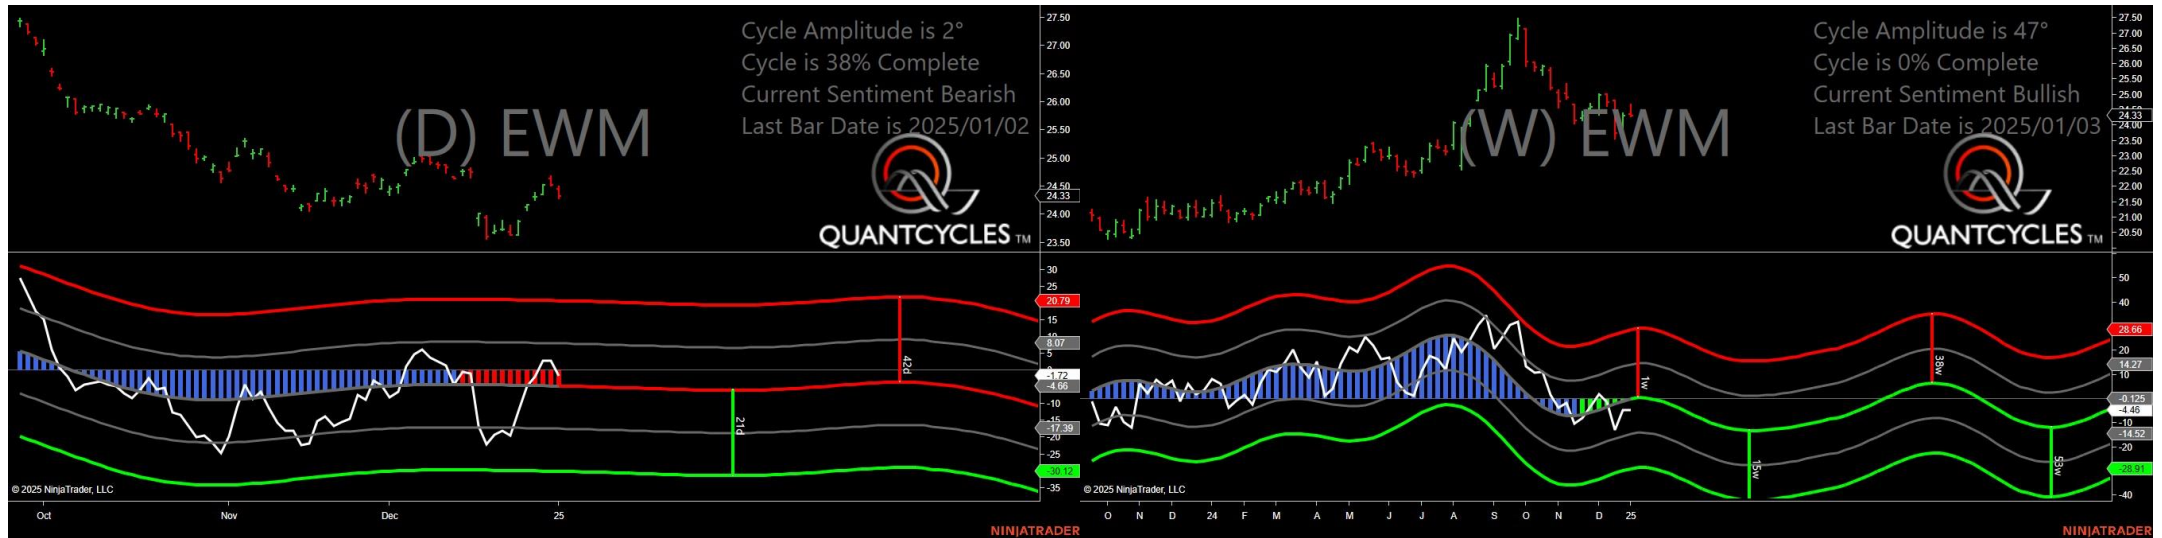 Cycle Amplitude is 2°
Cycle is 38% Complete
Current Sentiment Bearish
Last Bar Date is 2025/01/02
(D) EWM
QUANTCYCLES TM
27.50
27.00
26.50
26.00
25.50
25.00
24.50
24.33
24.00
23.50
30
25
20.79
15
8.07
5
-1.72
-4.66
-10
-15
-17.39
-20
-25
-30.12
-35
42d
21d
© 2025 NinjaTrader, LLC
Oct
Nov
Dec
25
NINJATRADER
Cycle Amplitude is 47°
Cycle is 0% Complete
Current Sentiment Bullish
Last Bar Date is 2025/01/03
(W) EWM
QUANTCYCLES TM
27.50
27.00
26.50
26.00
25.50
25.00
24.33
24.00
23.50
23.00
22.50
22.00
21.50
21.00
20.50
50
40
28.66
20
14.27
10
-0.125
-4.46
-10
-14.52
-20
-28.91
-40
1w
38w
15w
53w
© 2025 NinjaTrader, LLC
O
N
D
24
F
M
A
M
J
J
A
S
O
N
D
25
NINJATRADER